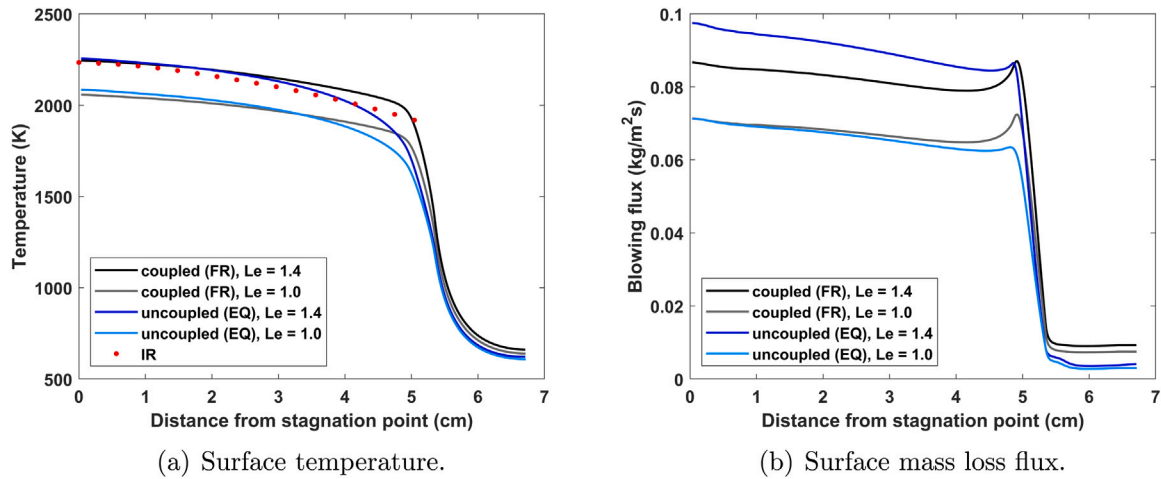 2500
2000
1500
1000
500
Temperature (K)
coupled (FR), Le = 1.4
coupled (FR), Le = 1.0
uncoupled (EQ), Le = 1.4
uncoupled (EQ), Le = 1.0
IR
0 1 2 3 4 5 6 7
Distance from stagnation point (cm)
(a) Surface temperature.
0.1
0.08
0.06
0.04
0.02
0
Blowing flux (kg/m²s)
coupled (FR), Le = 1.4
coupled (FR), Le = 1.0
uncoupled (EQ), Le = 1.4
uncoupled (EQ), Le = 1.0
0 1 2 3 4 5 6 7
Distance from stagnation point (cm)
(b) Surface mass loss flux.